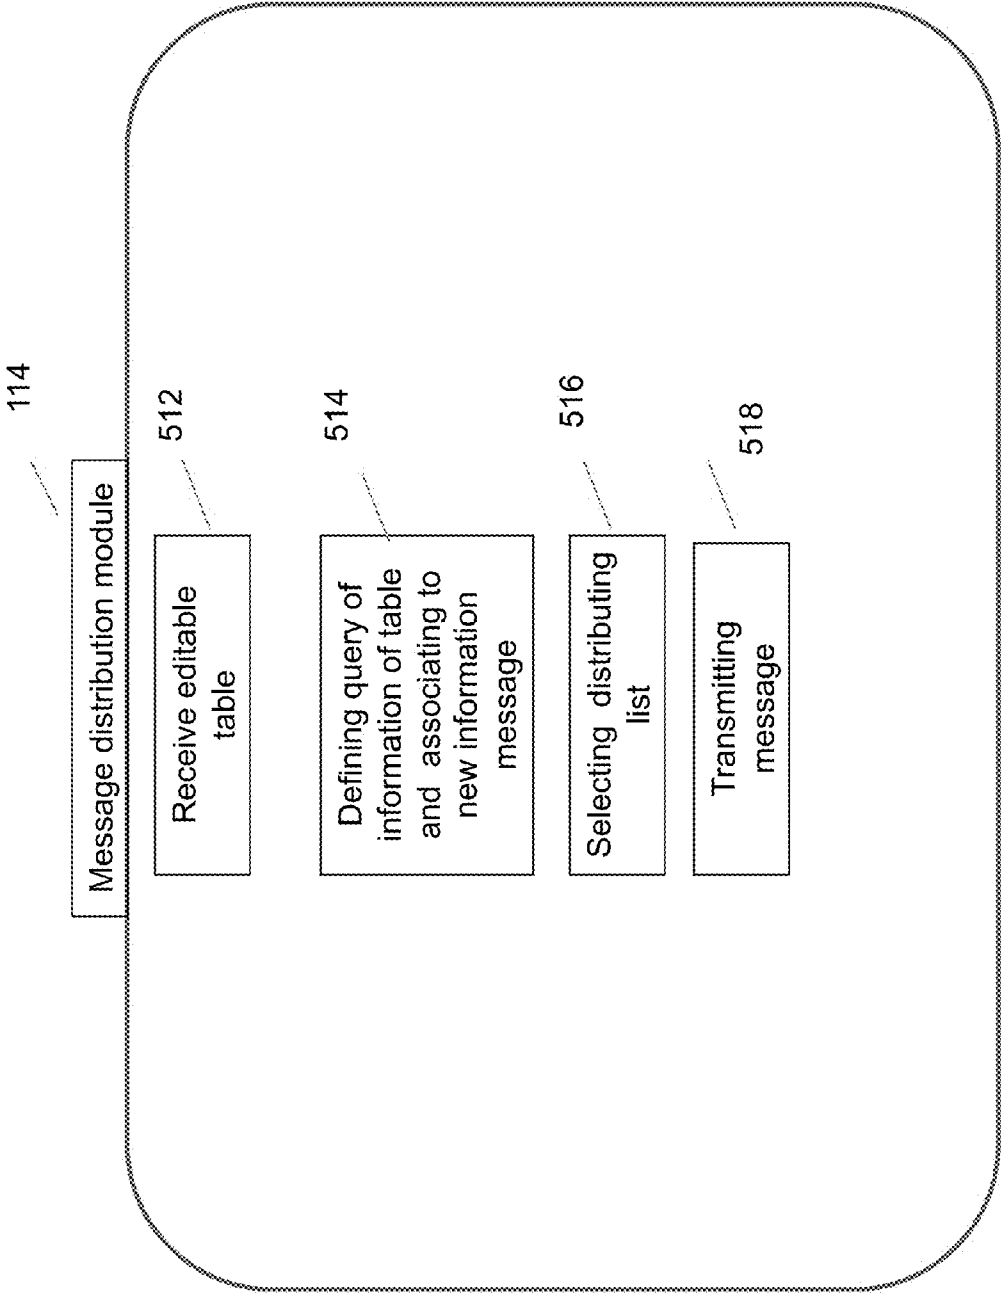 114
Message distribution module
512
Receive editable
table
514
Defining query of
information of table
and associating to
new information
message
516
Selecting distributing
list
518
Transmitting
message